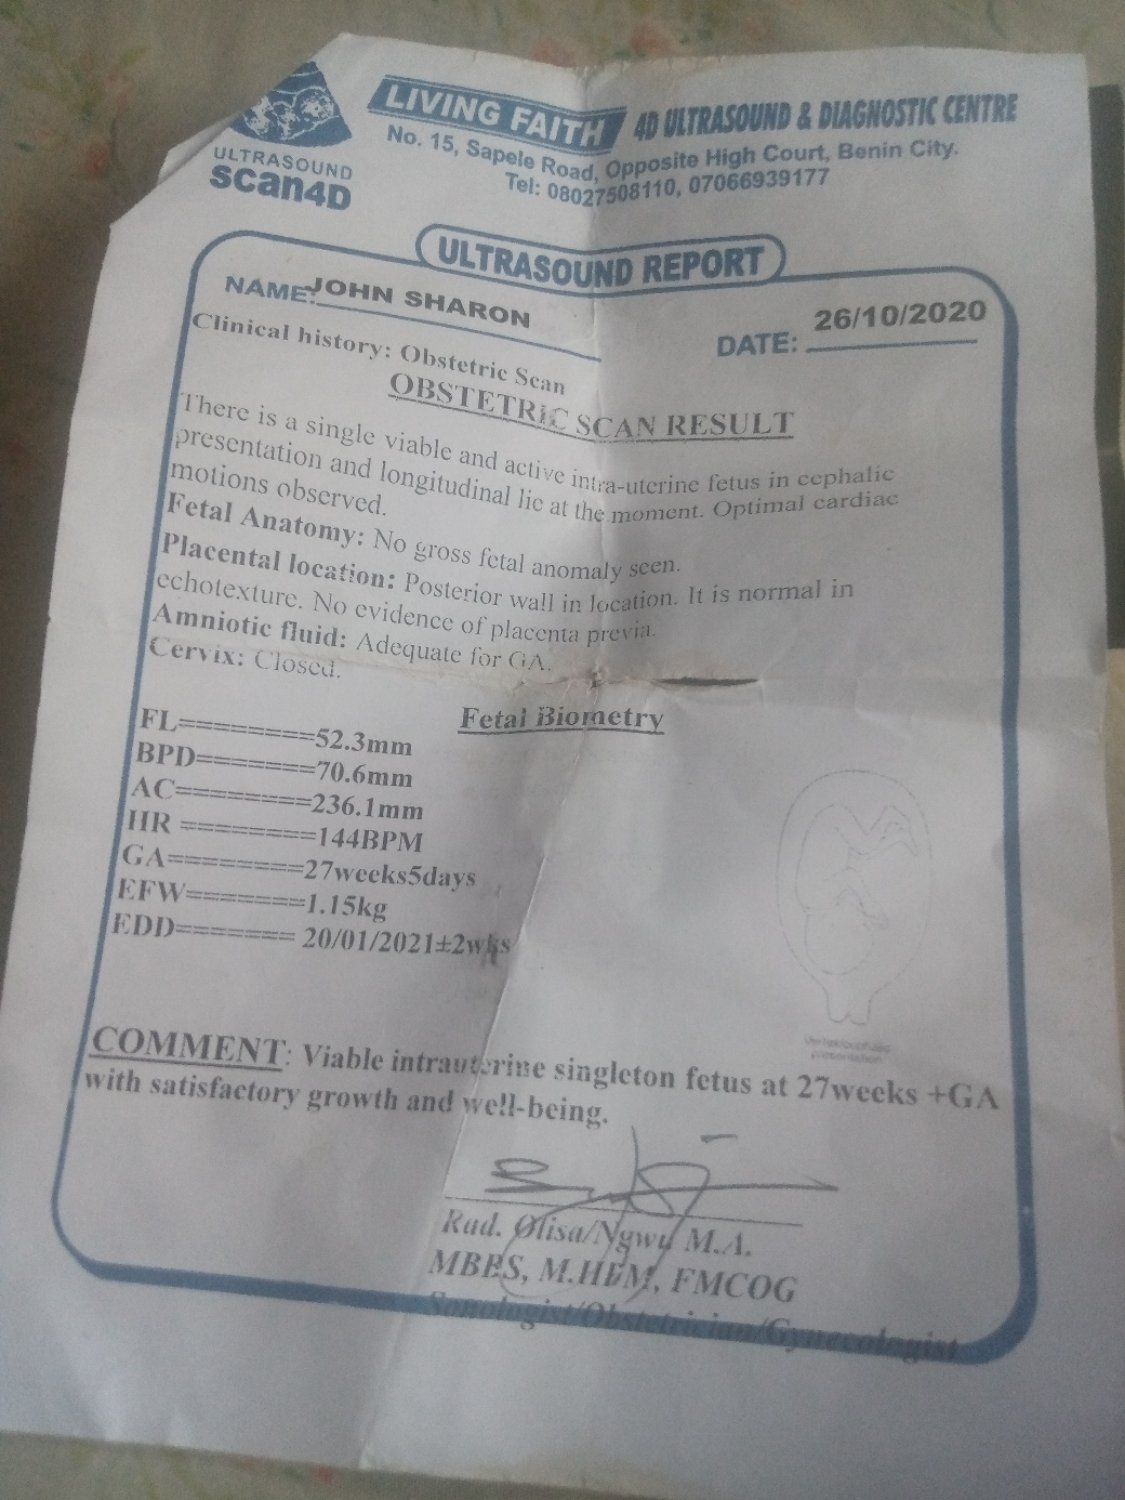 ULTRASOUND
scan4D
LIVING FAITH 4D ULTRASOUND & DIAGNOSTIC CENTRE
No. 15, Sapele Road, Opposite High Court, Benin City.
Tel: 08027508110, 07066939177
ULTRASOUND REPORT
NAME: JOHN SHARON
DATE: 26/10/2020
Clinical history: Obstetric Scan
OBSTETRIC SCAN RESULT
There is a single viable and active intra-uterine fetus in cephalic
presentation and longitudinal lie at the moment. Optimal cardiac
motions observed.
Fetal Anatomy: No gross fetal anomaly seen.
Placental location: Posterior wall in location. It is normal in
echotexture. No evidence of placenta previa.
Amniotic fluid: Adequate for GA.
Cervix: Closed.
Fetal Biometry
FL========52.3mm
BPD=======70.6mm
AC========236.1mm
HR ========144BPM
GA========27weeks5days
EFW=======1.15kg
EDD======= 20/01/2021±2wks
presentation
COMMENT: Viable intrauterine singleton fetus at 27weeks +GA
with satisfactory growth and well-being.
Rad. Olisa/Ngwu M.A.
MBBS, M.HPM, FMCOG
Sonologist/Obstetrician/Gynecologist